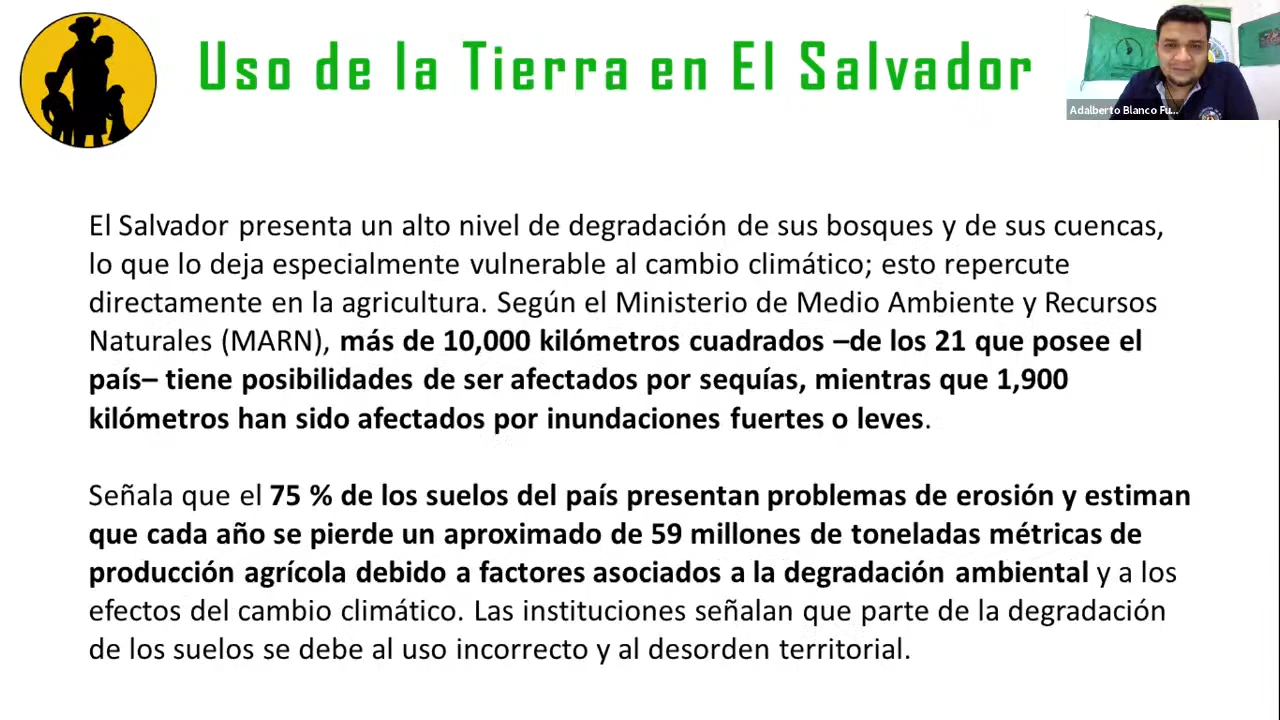 Uso de la Tierra en El Salvador
Adalberto Blanco Fu...
El Salvador presenta un alto nivel de degradación de sus bosques y de sus cuencas,
lo que lo deja especialmente vulnerable al cambio climático; esto repercute
directamente en la agricultura. Según el Ministerio de Medio Ambiente y Recursos
Naturales (MARN), más de 10,000 kilómetros cuadrados –de los 21 que posee el
país– tiene posibilidades de ser afectados por sequías, mientras que 1,900
kilómetros han sido afectados por inundaciones fuertes o leves.
Señala que el 75 % de los suelos del país presentan problemas de erosión y estiman
que cada año se pierde un aproximado de 59 millones de toneladas métricas de
producción agrícola debido a factores asociados a la degradación ambiental y a los
efectos del cambio climático. Las instituciones señalan que parte de la degradación
de los suelos se debe al uso incorrecto y al desorden territorial.